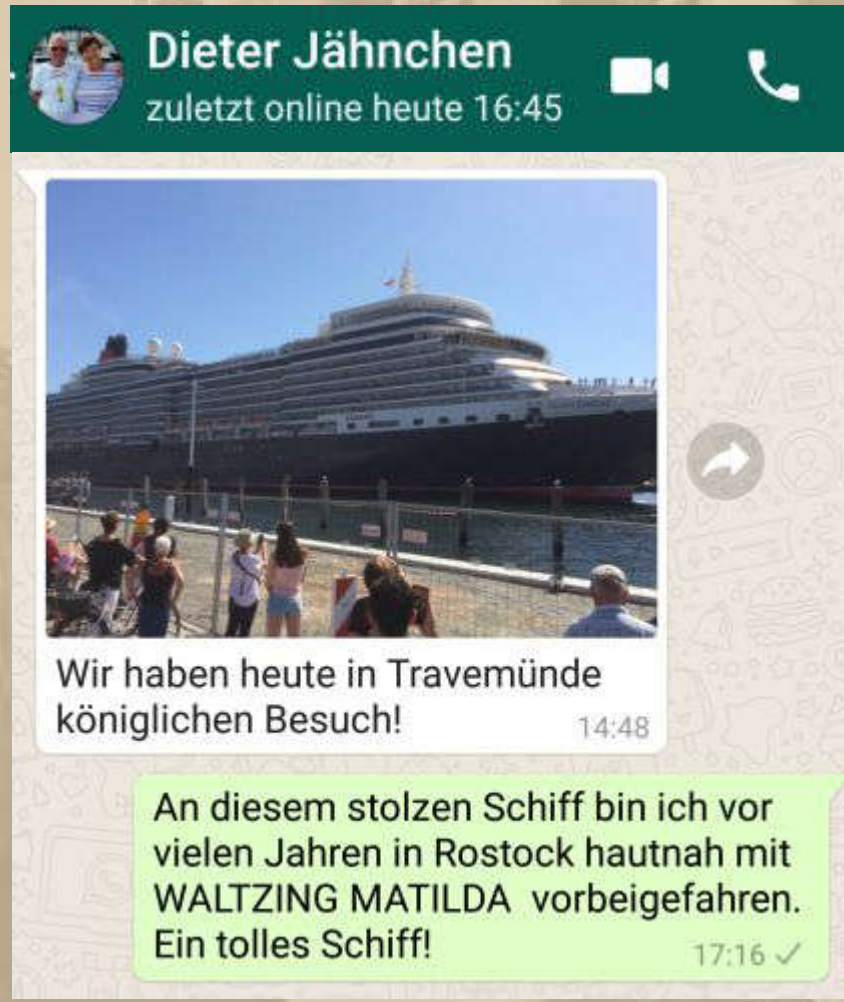 Dieter Jähnchen
zuletzt online heute 16:45
Wir haben heute in Travemünde
königlichen Besuch!
14:48
An diesem stolzen Schiff bin ich vor
vielen Jahren in Rostock hautnah mit
WALTZING MATILDA vorbeigefahren.
Ein tolles Schiff!
17:16